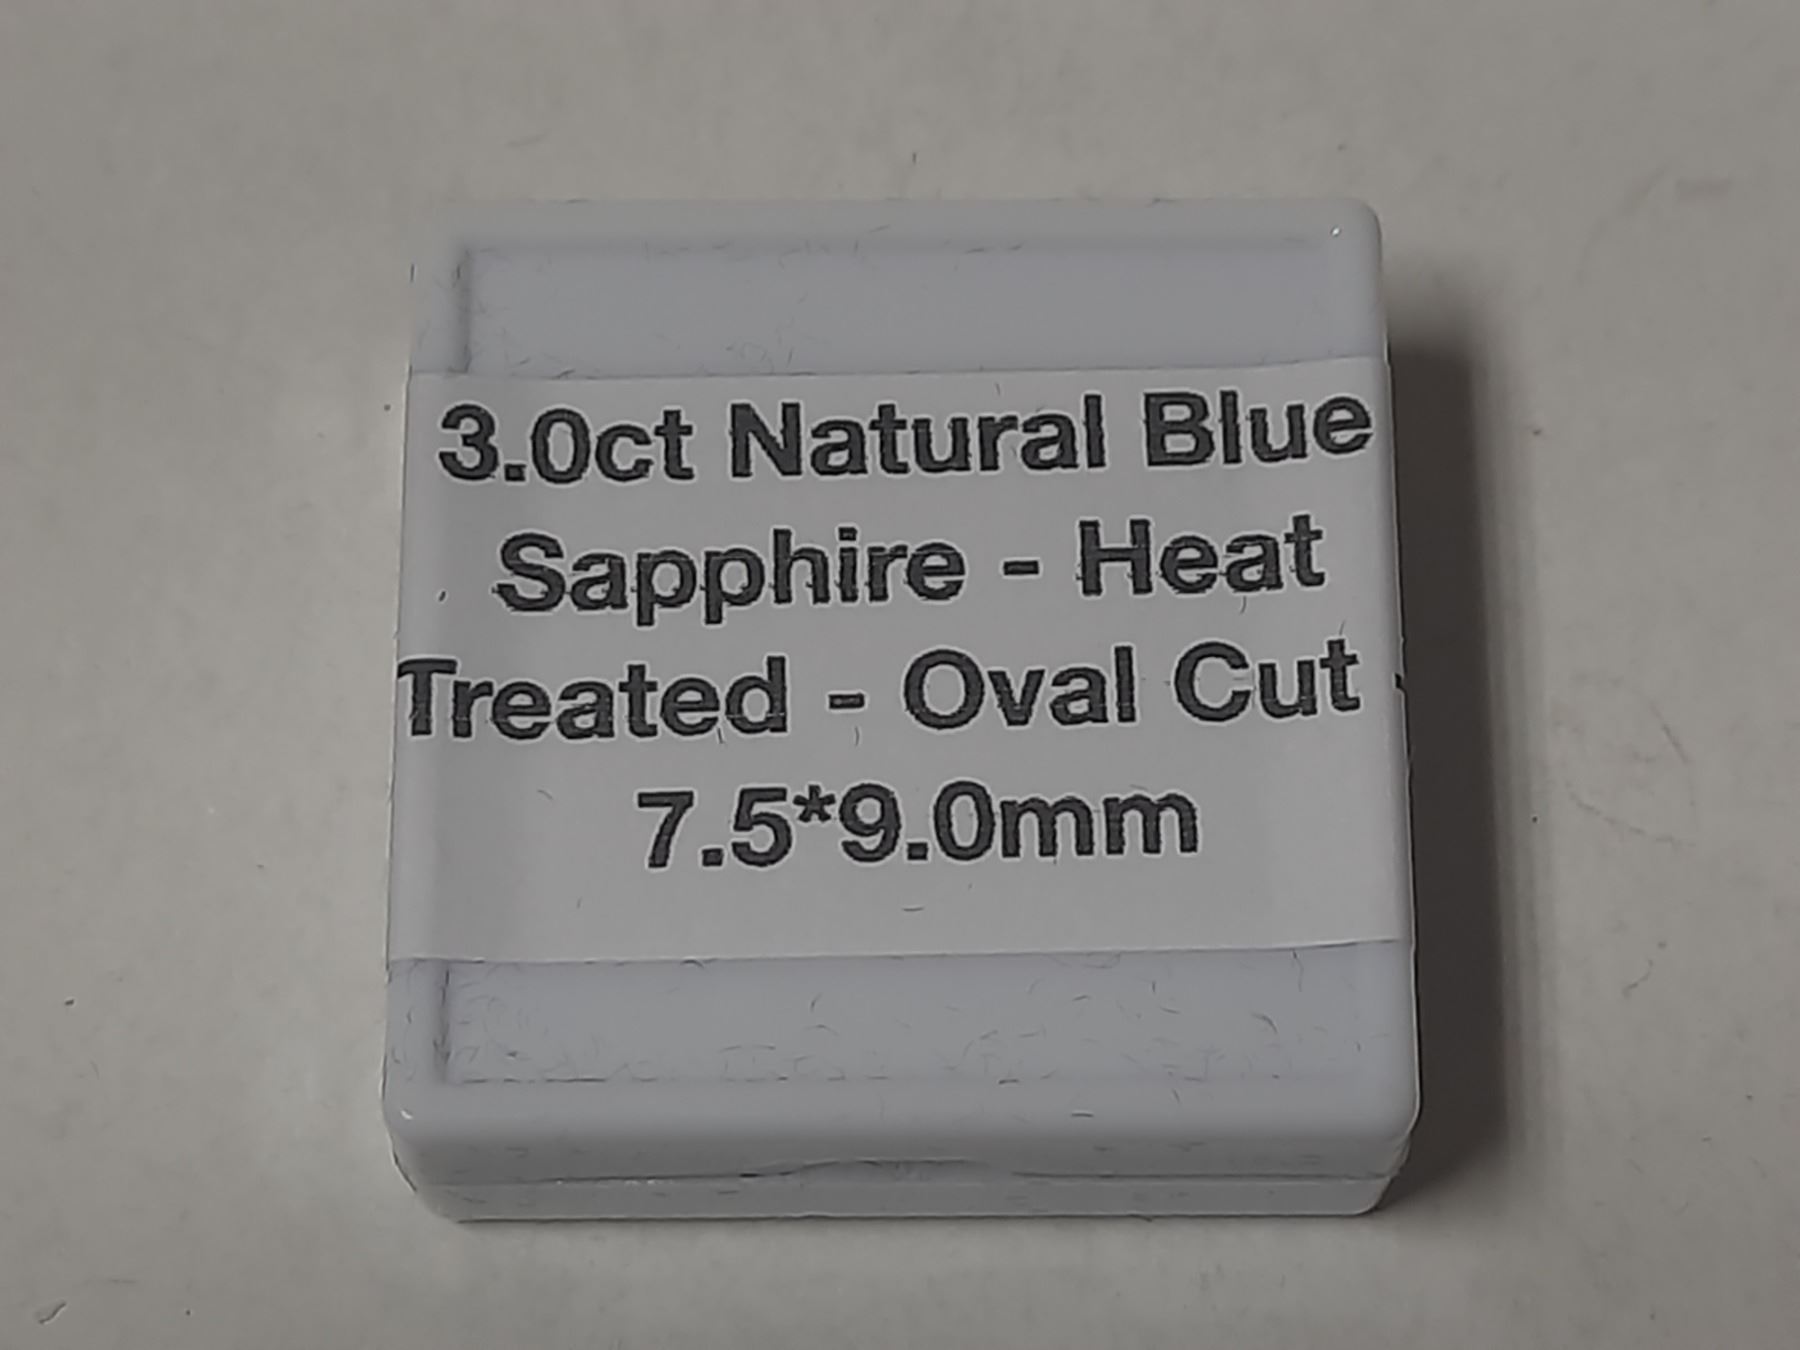 3.0ct Natural Blue
Sapphire - Heat
Treated - Oval Cut
7.5*9.0mm